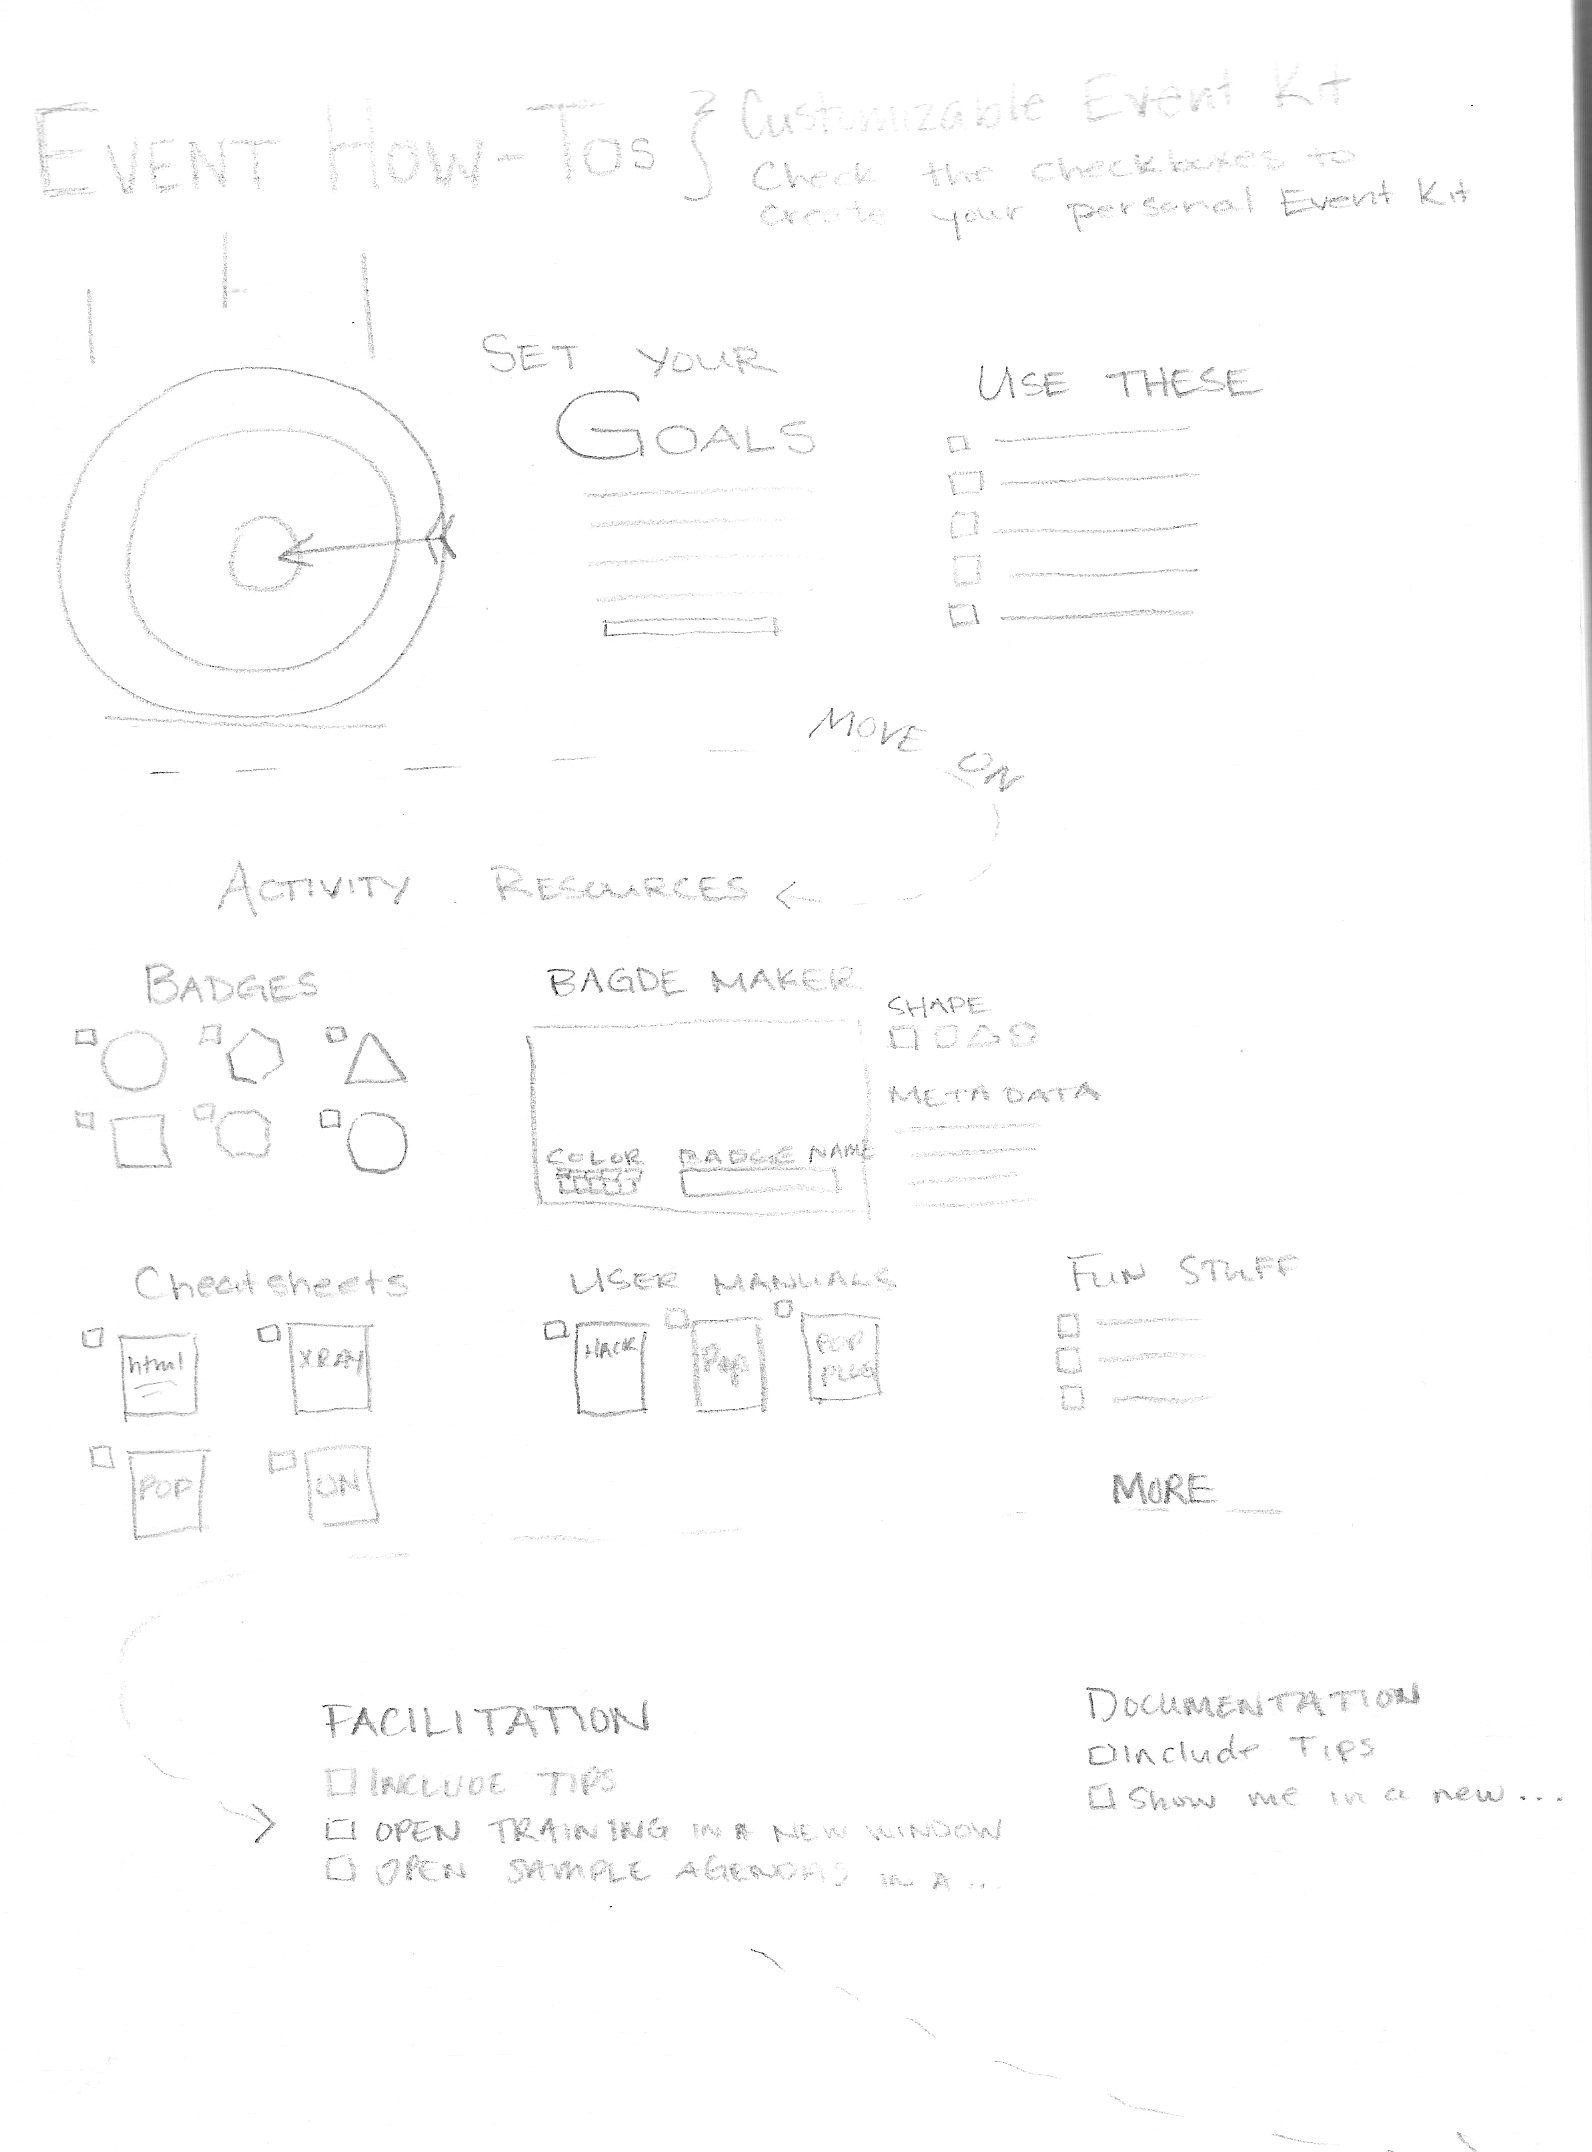 EVENT HOW-TOS
Custimizable Event Kit
Check the checkboxes to
create your personal Event Kit
SET YOUR
GOALS
USE THESE
MOVE ON
ACTIVITY RESOURCES
BADGES
BAGDE MAKER
SHAPE
META DATA
COLOR
BADGE NAME
Cheatsheets
html
XRAY
POP
USER MANUALS
HACK
POP
POP
FUN STUFF
MORE
FACILITATION
INCLUDE TIPS
OPEN TRAINING IN A NEW WINDOW
OPEN SAMPLE AGENDAS IN A ...
DOCUMENTATION
Include Tips
Show me in a new ...